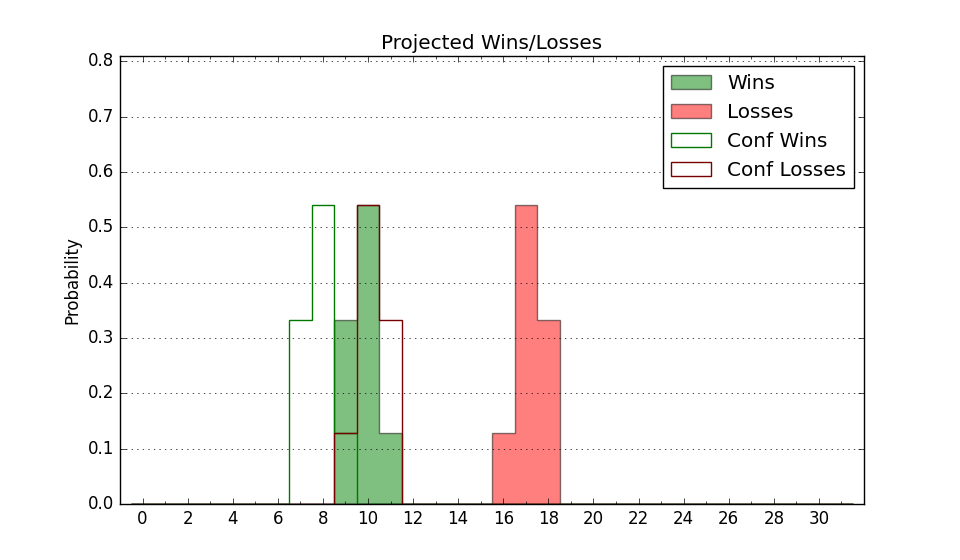 Projected Wins/Losses
0.8
0.7
0.6
0.5
0.4
0.3
0.2
0.1
0.0
Probability
Wins
Losses
Conf Wins
Conf Losses
0 2 4 6 8 10 12 14 16 18 20 22 24 26 28 30